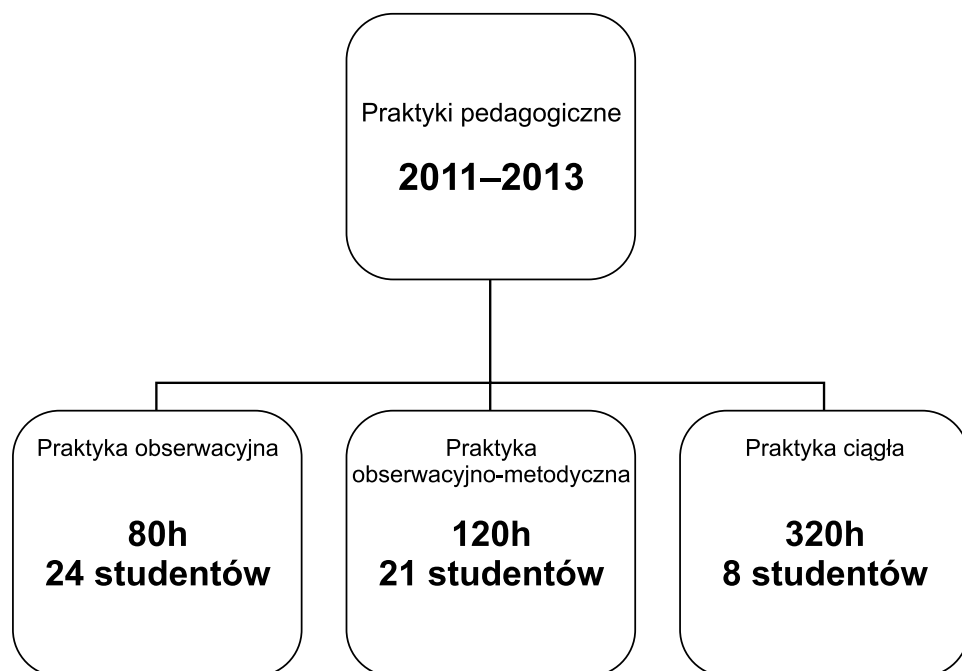 Praktyki pedagogiczne
2011–2013
Praktyka obserwacyjna
80h
24 studentów
Praktyka
obserwacyjno-metodyczna
120h
21 studentów
Praktyka ciągła
320h
8 studentów